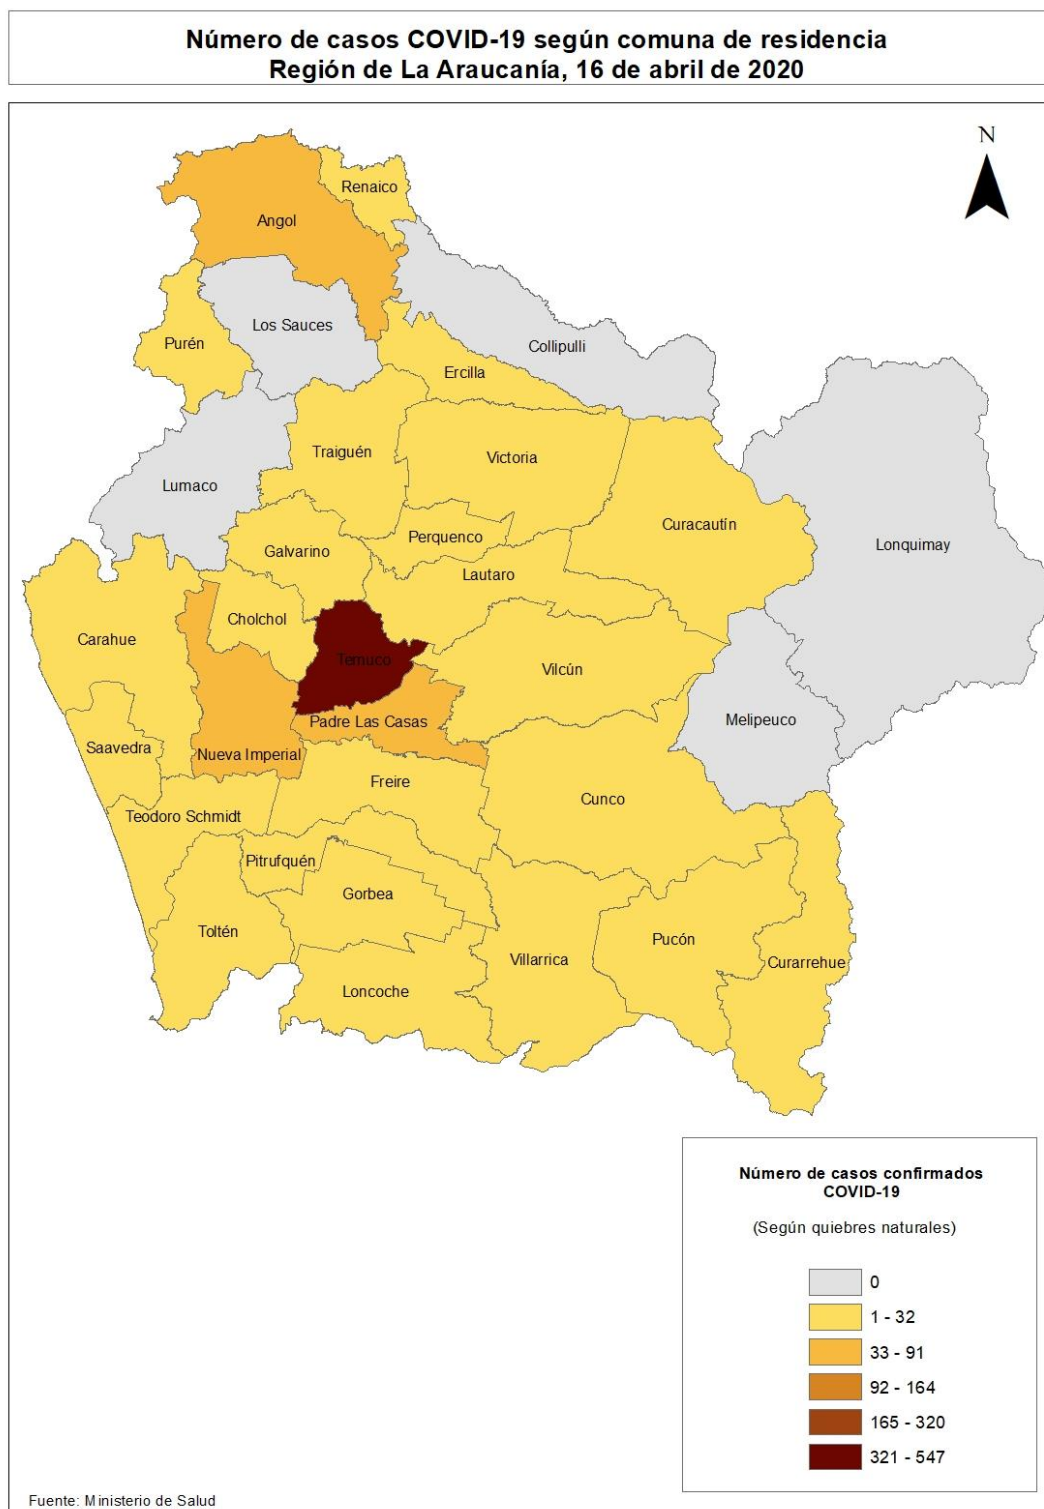 Número de casos COVID-19 según comuna de residencia
Región de La Araucanía, 16 de abril de 2020
N
Renaico
Angol
Los Sauces
Purén
Collipulli
Ercilla
Traiguén
Victoria
Lumaco
Curacautín
Perquenco
Lonquimay
Galvarino
Lautaro
Cholchol
Carahue
Temuco
Vilcún
Padre Las Casas
Melipeuco
Saavedra
Nueva Imperial
Freire
Cunco
Teodoro Schmidt
Pitrufquén
Gorbea
Toltén
Pucón
Villarrica
Curarrehue
Loncoche
Número de casos confirmados
COVID-19
(Según quiebres naturales)
0
1 - 32
33 - 91
92 - 164
165 - 320
321 - 547
Fuente: Ministerio de Salud